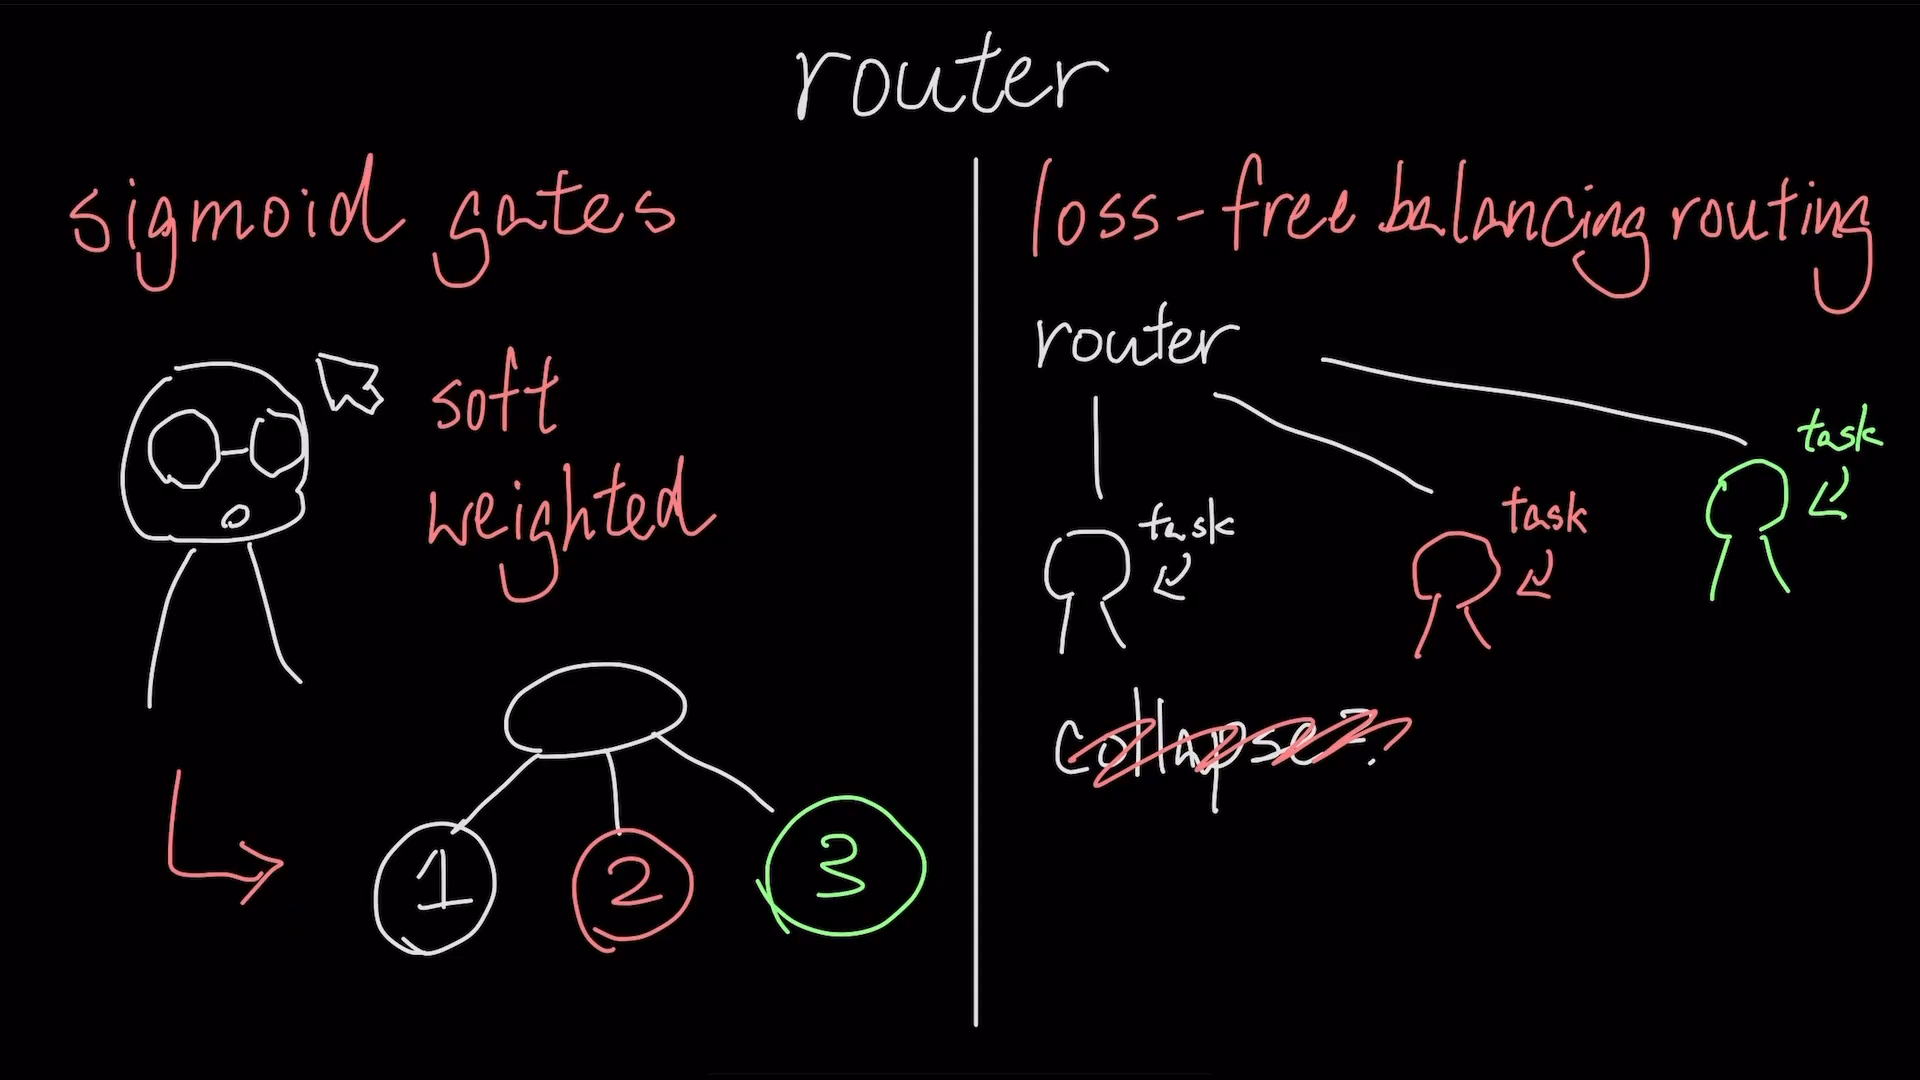 router
sigmoid gates
soft
weighted
1 2 3
loss-free balancing routing
router
task
task
task
collapse?